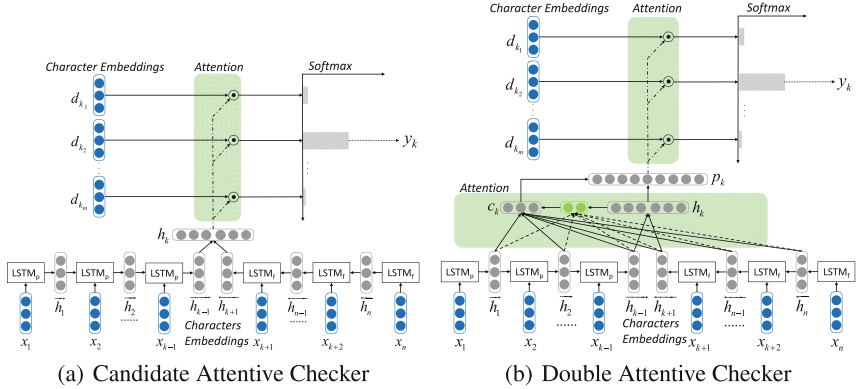 Character Embeddings
Attention
Softmax
d_{k_1}
d_{k_2}
y_k
d_{k_m}
h_k
LSTM_p LSTM_p LSTM_p LSTM_f LSTM_f LSTM_f
h_1 h_2 h_{k-1} h_{k+1} h_{n-1} h_n
Characters
Embeddings
x_1 x_2 x_{k-1} x_{k+1} x_{k+2} x_n
(a) Candidate Attentive Checker
Character Embeddings
Attention
Softmax
d_{k_1}
d_{k_2}
y_k
d_{k_m}
p_k
Attention
c_k h_k
LSTM_p LSTM_p LSTM_p LSTM_f LSTM_f LSTM_f
h_1 h_2 h_{k-1} h_{k+1} h_{n-1} h_n
Characters
Embeddings
x_1 x_2 x_{k-1} x_{k+1} x_{k+2} x_n
(b) Double Attentive Checker